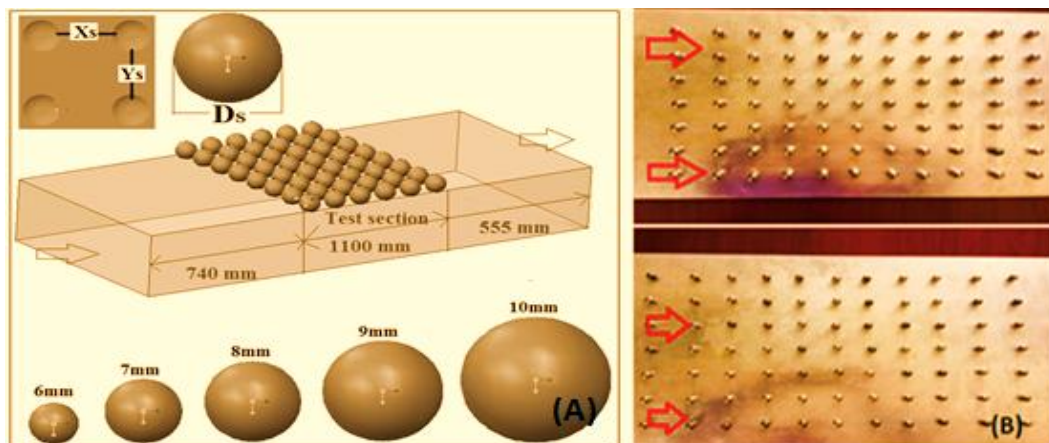 Xs
Ys
Ds
Test section
740 mm
1100 mm
555 mm
6mm
7mm
8mm
9mm
10mm
(A)
(B)